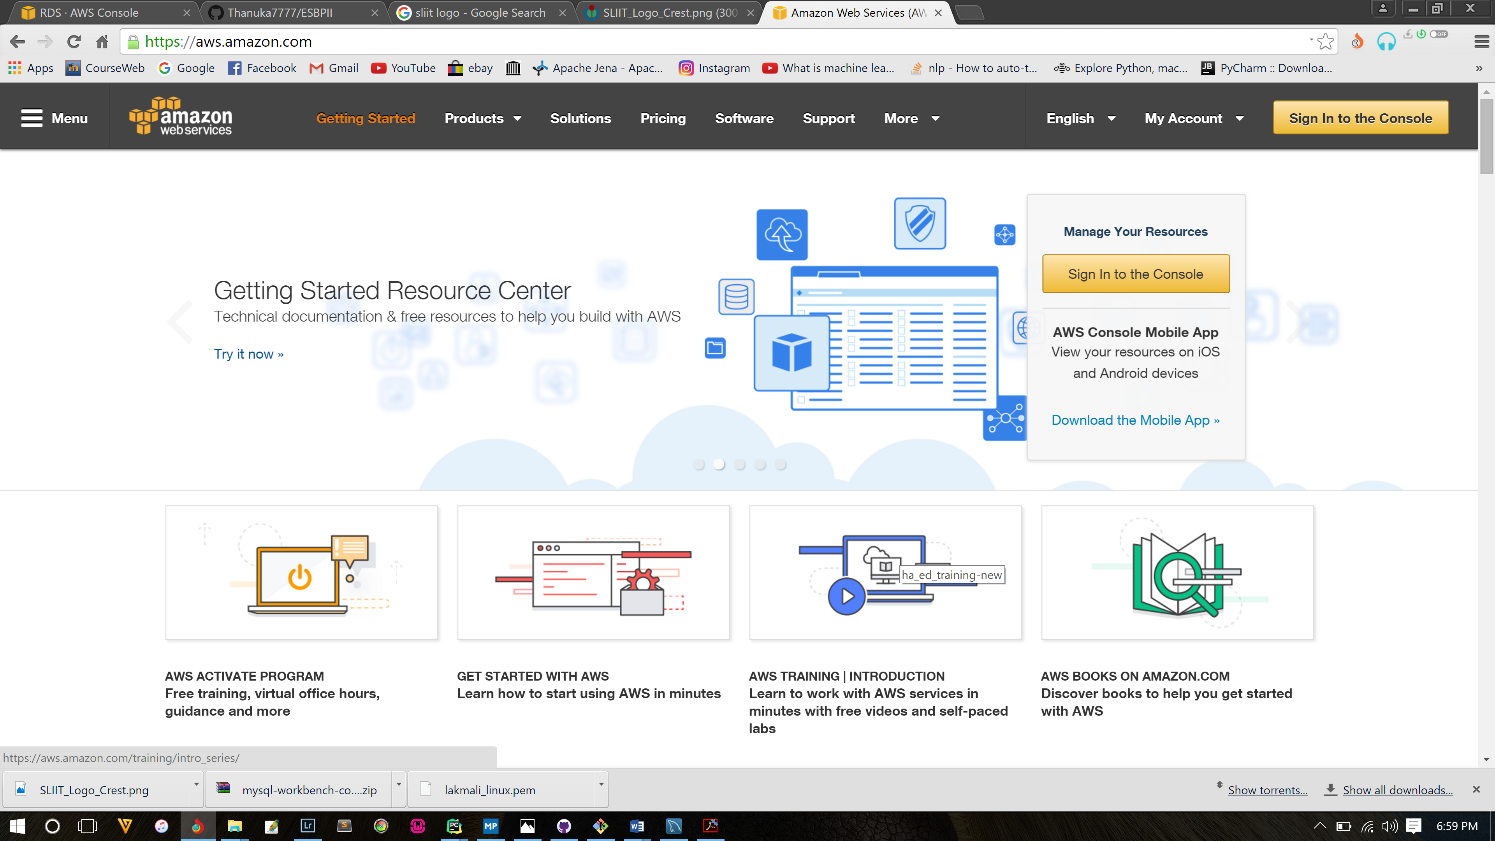 RDS · AWS Console
Thanuka7777/ESBPII
sliit logo - Google Search
SLIIT_Logo_Crest.png (300
Amazon Web Services (AW
https://aws.amazon.com
Apps
CourseWeb
Google
Facebook
Gmail
YouTube
ebay
Apache Jena - Apac...
Instagram
What is machine lea...
nlp - How to auto-t...
Explore Python, mac...
PyCharm :: Downloa...
Menu
amazon
web services
Getting Started
Products
Solutions
Pricing
Software
Support
More
English
My Account
Sign In to the Console
Getting Started Resource Center
Technical documentation & free resources to help you build with AWS
Try it now »
Manage Your Resources
Sign In to the Console
AWS Console Mobile App
View your resources on iOS
and Android devices
Download the Mobile App »
ha_ed_training-new
AWS ACTIVATE PROGRAM
Free training, virtual office hours,
guidance and more
GET STARTED WITH AWS
Learn how to start using AWS in minutes
AWS TRAINING | INTRODUCTION
Learn to work with AWS services in
minutes with free videos and self-paced
labs
AWS BOOKS ON AMAZON.COM
Discover books to help you get started
with AWS
https://aws.amazon.com/training/intro_series/
SLIIT_Logo_Crest.png
mysql-workbench-co....zip
lakmali_linux.pem
Show torrents...
Show all downloads...
Lr
MP
6:59 PM